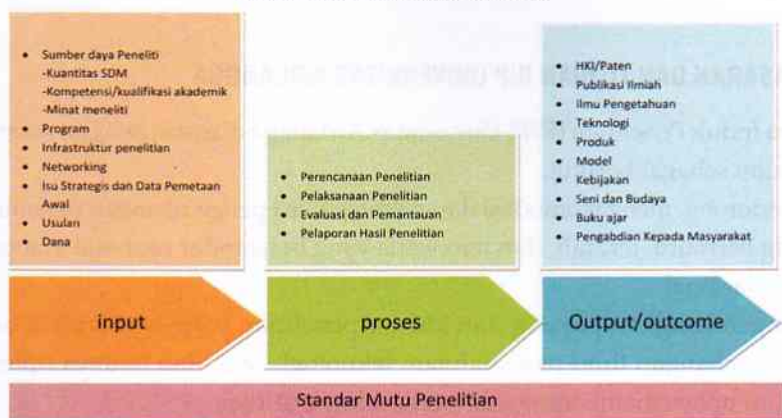 • Sumber daya Peneliti
-Kuantitas SDM
-Kompetensi/kualifikasi akademik
-Minat meneliti
• Program
• Infrastruktur penelitian
• Networking
• Isu Strategis dan Data Pemetaan
Awal
• Usulan
• Dana
• Perencanaan Penelitian
• Pelaksanaan Penelitian
• Evaluasi dan Pemantauan
• Pelaporan Hasil Penelitian
• HKI/Paten
• Publikasi Ilmiah
• Ilmu Pengetahuan
• Teknologi
• Produk
• Model
• Kebijakan
• Seni dan Budaya
• Buku ajar
• Pengabdian Kepada Masyarakat
input
proses
Output/outcome
Standar Mutu Penelitian